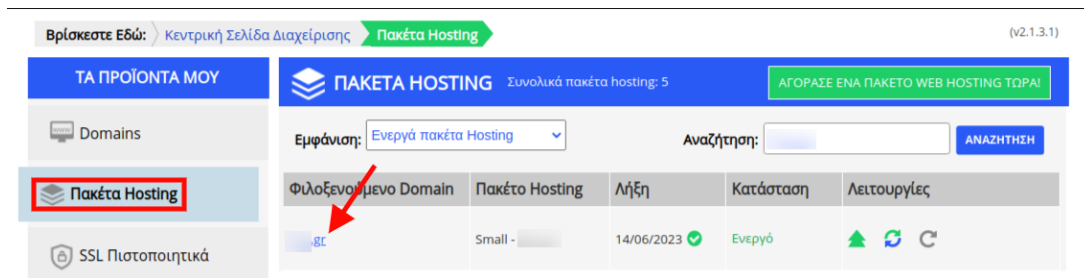 Βρίσκεστε Εδώ: Κεντρική Σελίδα Διαχείρισης Πακέτα Hosting (v2.1.3.1)
ΤΑ ΠΡΟΪΟΝΤΑ ΜΟΥ
Domains
Πακέτα Hosting
SSL Πιστοποιητικά
ΠΑΚΕΤΑ HOSTING Συνολικά πακέτα hosting: 5 ΑΓΟΡΑΣΕ ΕΝΑ ΠΑΚΕΤΟ WEB HOSTING ΤΩΡΑ!
Εμφάνιση: Ενεργά πακέτα Hosting Αναζήτηση: ΑΝΑΖΗΤΗΣΗ
Φιλοξενούμενο Domain Πακέτο Hosting Λήξη Κατάσταση Λειτουργίες
.gr Small - 14/06/2023 Ενεργό